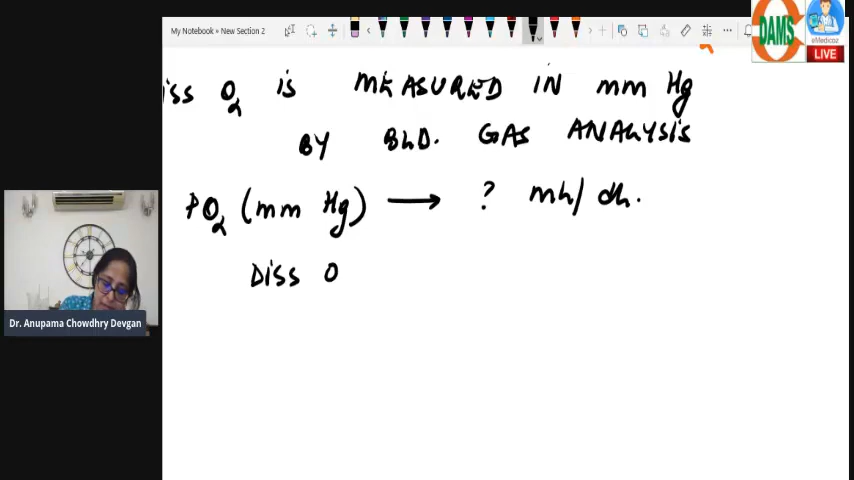 My Notebook » New Section 2
DAMS
eMedicoz
LIVE
iss O2 is MEASURED IN mm Hg
BY BLD. GAS ANALYSIS
PO2 (mm Hg) → ? mL/dL.
Diss O
Dr. Anupama Chowdhry Devgan